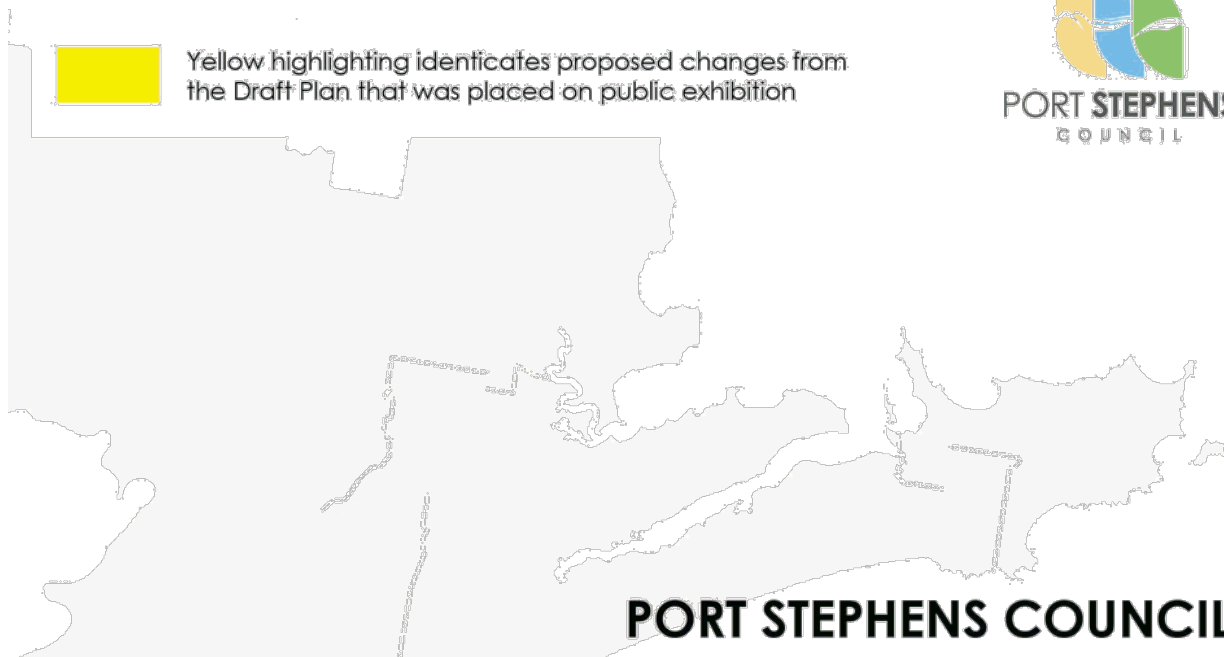 Yellow highlighting identicates proposed changes from
the Draft Plan that was placed on public exhibition
PORT STEPHENS
COUNCIL
PORT STEPHENS COUNCIL